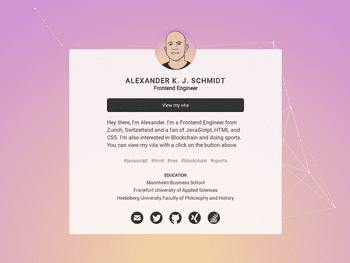 ALEXANDER K. J. SCHMIDT
Frontend Engineer
View my vita
Hey there, I'm Alexander. I'm a Frontend Engineer from
Zurich, Switzerland and a fan of JavaScript, HTML and
CSS. I'm also interested in Blockchain and doing sports.
You can view my vita with a click on the button above.
#javascript #html #css #blockchain #sports
EDUCATION
Mannheim Business School
Frankfurt University of Applied Sciences
Heidelberg University Faculty of Philosophy and History